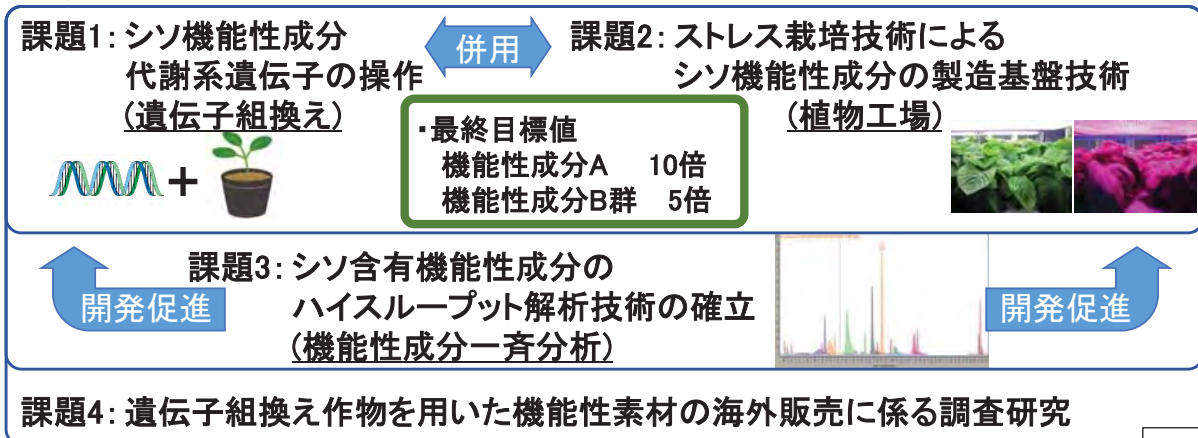 課題1：シソ機能性成分
代謝系遺伝子の操作
(遺伝子組換え)
併用
課題2：ストレス栽培技術による
シソ機能性成分の製造基盤技術
(植物工場)
・最終目標値
機能性成分A　10倍
機能性成分B群　5倍
+
開発促進
課題3：シソ含有機能性成分の
ハイスループット解析技術の確立
(機能性成分一斉分析)
開発促進
課題4：遺伝子組換え作物を用いた機能性素材の海外販売に係る調査研究